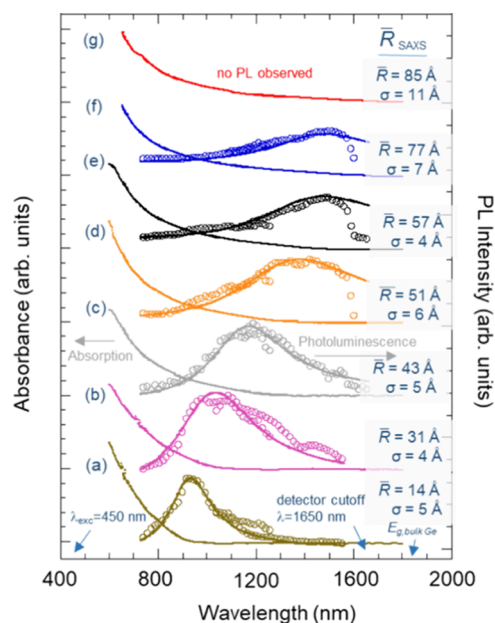 (g)
R̄ SAXS
no PL observed
R̄ = 85 Å
σ = 11 Å
(f)
R̄ = 77 Å
σ = 7 Å
(e)
R̄ = 57 Å
σ = 4 Å
(d)
R̄ = 51 Å
σ = 6 Å
(c)
Absorption
Photoluminescence
R̄ = 43 Å
σ = 5 Å
(b)
R̄ = 31 Å
σ = 4 Å
(a)
R̄ = 14 Å
σ = 5 Å
λexc=450 nm
detector cutoff
λ=1650 nm
Eg,bulk Ge
Absorbance (arb. units)
PL Intensity (arb. units)
400 800 1200 1600 2000
Wavelength (nm)